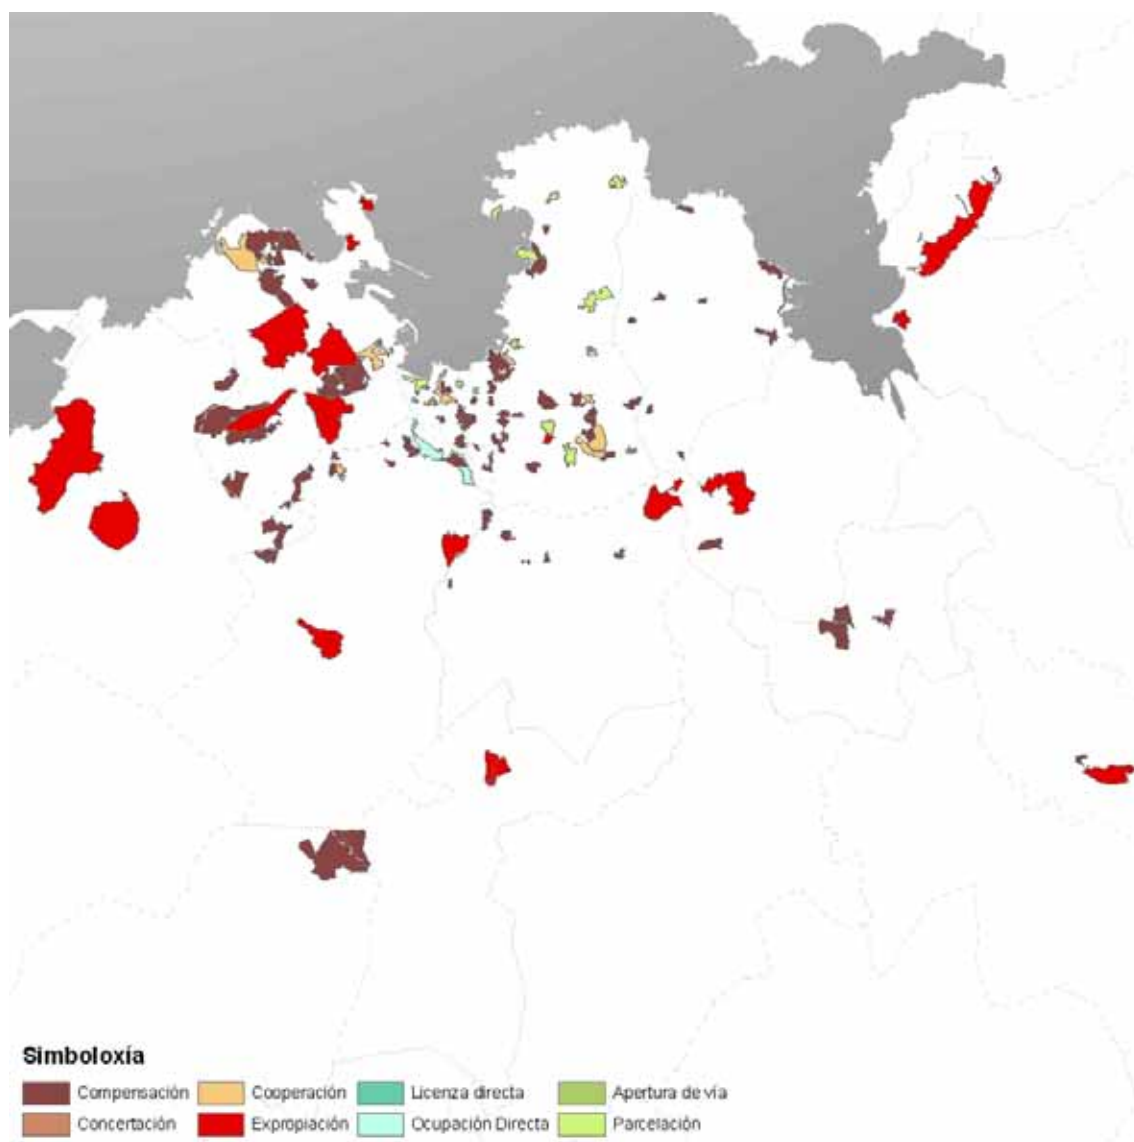 Simboloxía
Compensación Cooperación Licenza directa Apertura de vía
Concertación Expropiación Ocupación Directa Parcelación